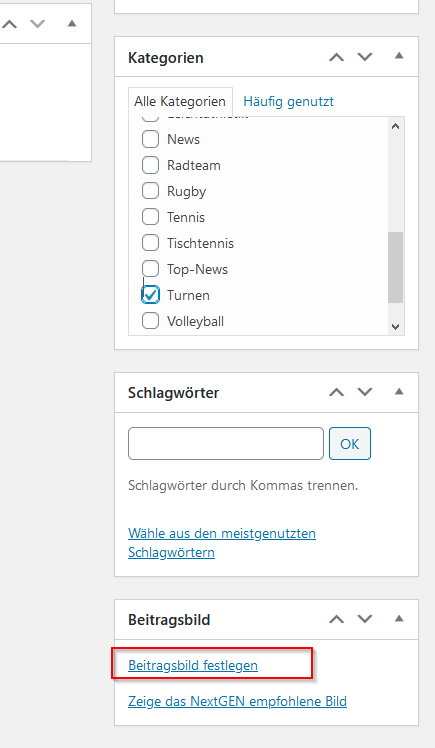 Kategorien
Alle Kategorien
Häufig genutzt
News
Radteam
Rugby
Tennis
Tischtennis
Top-News
Turnen
Volleyball
Schlagwörter
OK
Schlagwörter durch Kommas trennen.
Wähle aus den meistgenutzten
Schlagwörtern
Beitragsbild
Beitragsbild festlegen
Zeige das NextGEN empfohlene Bild